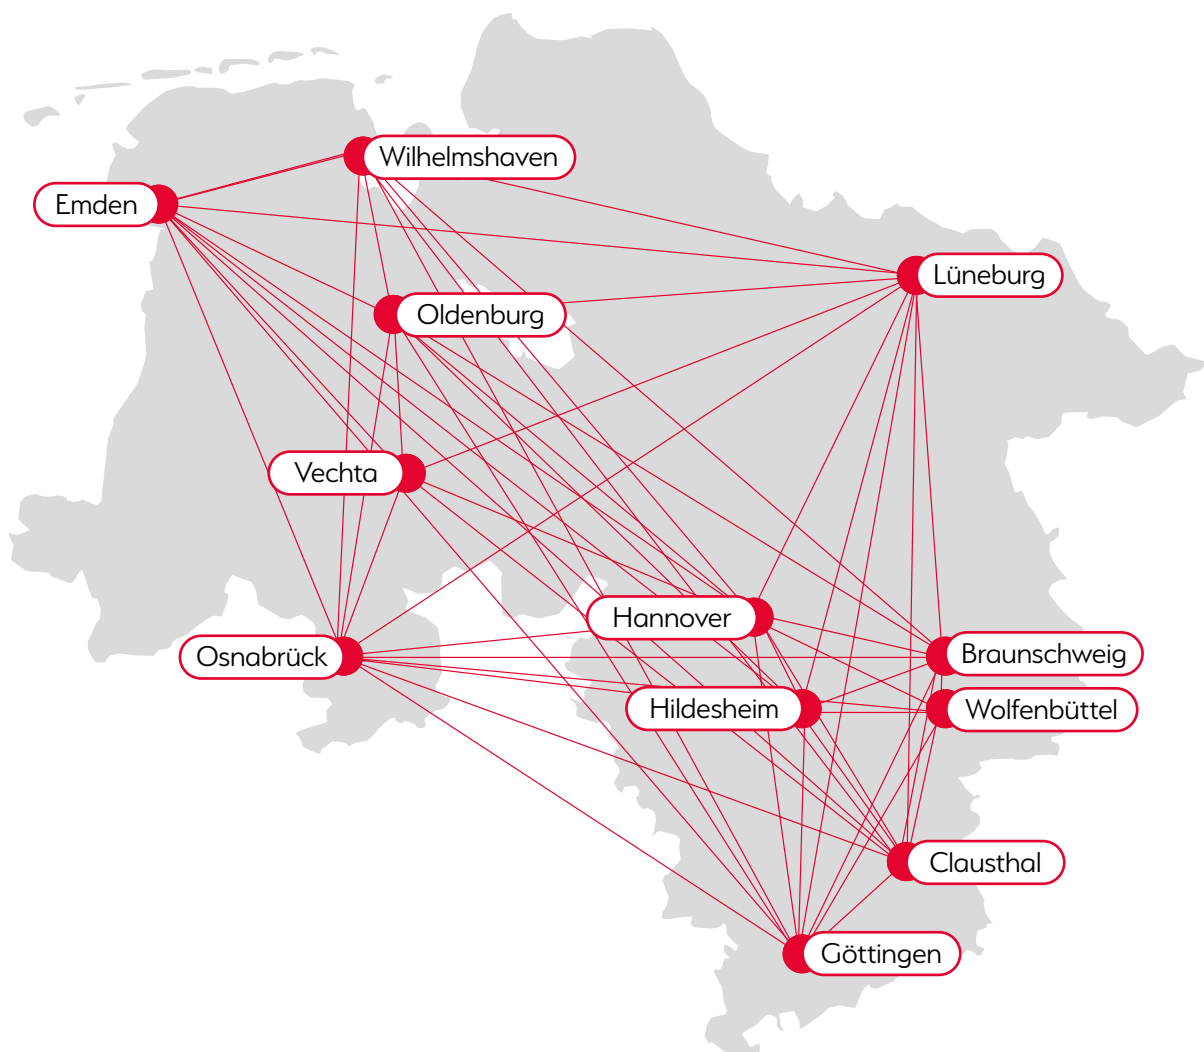 Wilhelmshaven
Emden
Lüneburg
Oldenburg
Vechta
Hannover
Osnabrück
Braunschweig
Hildesheim
Wolfenbüttel
Clausthal
Göttingen